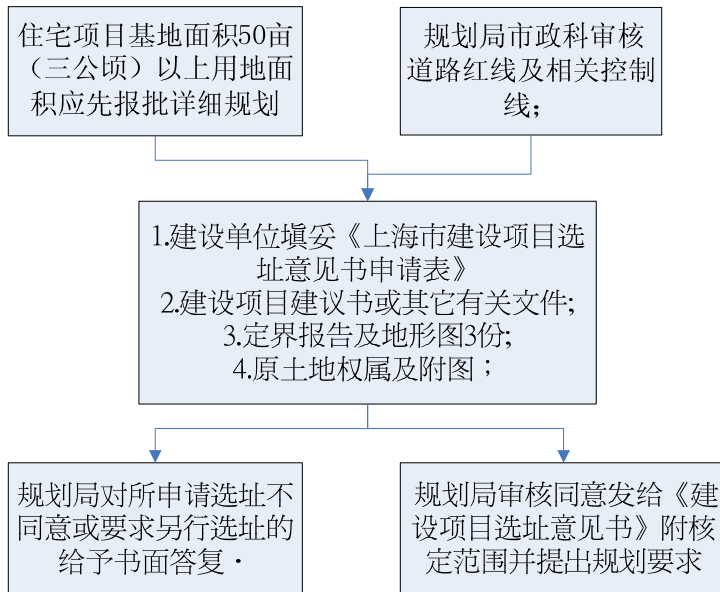 住宅项目基地面积50亩
（三公顷）以上用地面
积应先报批详细规划
规划局市政科审核
道路红线及相关控制
线；
1.建设单位填妥《上海市建设项目选
址意见书申请表》
2.建设项目建议书或其它有关文件;
3.定界报告及地形图3份;
4.原土地权属及附图；
规划局对所申请选址不
同意或要求另行选址的
给予书面答复·
规划局审核同意发给《建
设项目选址意见书》附核
定范围并提出规划要求